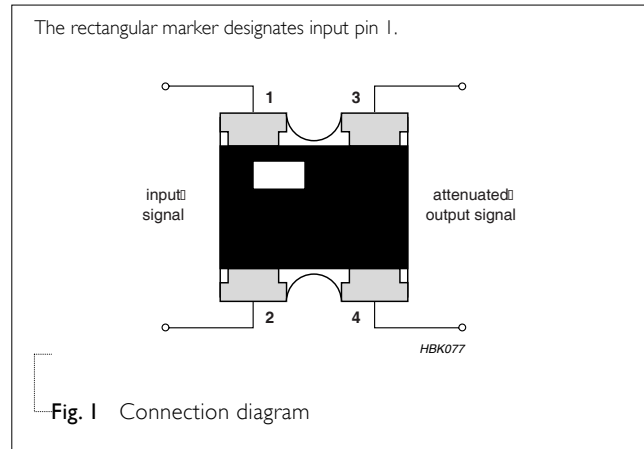 The rectangular marker designates input pin 1.
1 3
input
signal
attenuated
output signal
2 4
HBK077
Fig. 1 Connection diagram